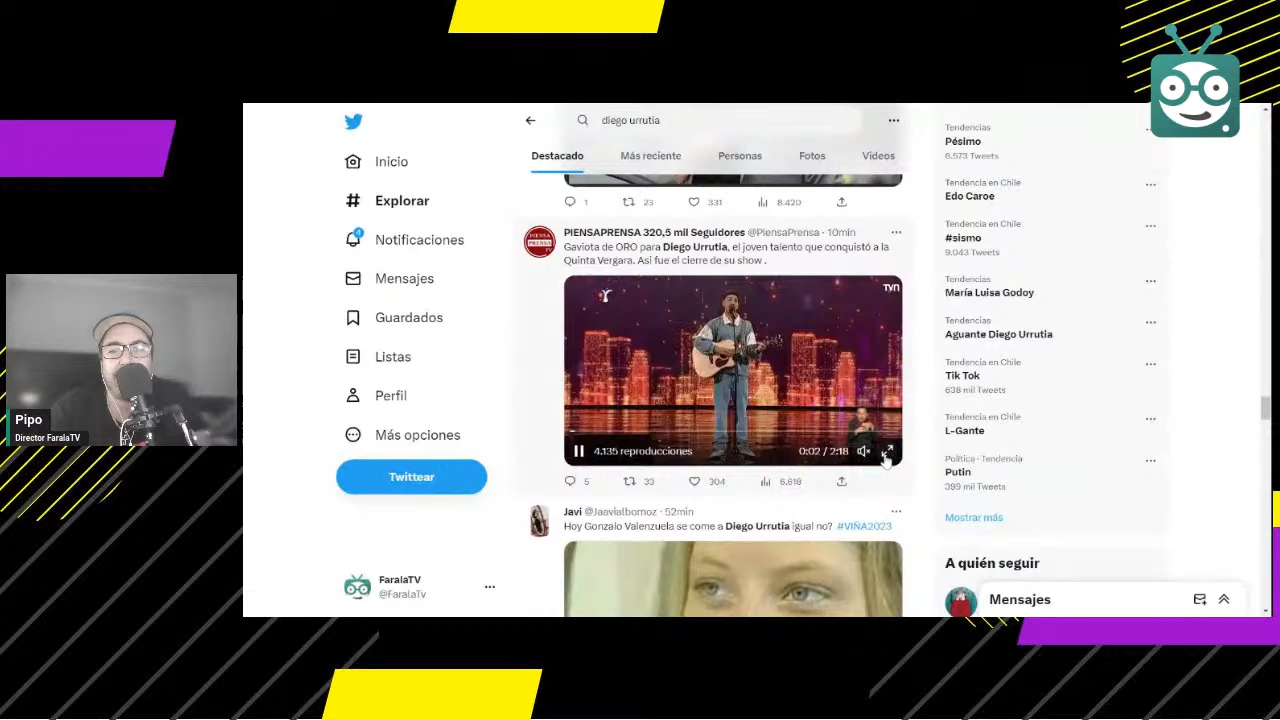 diego urrutia
Destacado
Más reciente
Personas
Fotos
Videos
Inicio
Explorar
4
Notificaciones
Mensajes
Guardados
Listas
Perfil
Más opciones
Twittear
FaralaTV
@FaralaTv
1
23
331
8.420
PIENSA
PRENSA
TV
PIENSAPRENSA 320,5 mil Seguidores @PiensaPrensa · 10min
Gaviota de ORO para Diego Urrutia, el joven talento que conquistó a la
Quinta Vergara. Asi fue el cierre de su show .
TVN
4.135 reproducciones
0:02 / 2:18
5
33
304
6.818
Javi @Jaavialbornoz · 52min
Hoy Gonzalo Valenzuela se come a Diego Urrutia igual no? #VIÑA2023
Tendencias
Pésimo
6.573 Tweets
Tendencia en Chile
Edo Caroe
Tendencia en Chile
#sismo
9.043 Tweets
Tendencias
María Luisa Godoy
Tendencias
Aguante Diego Urrutia
Tendencia en Chile
Tik Tok
638 mil Tweets
Tendencia en Chile
L-Gante
Política · Tendencia
Putin
399 mil Tweets
Mostrar más
A quién seguir
Mensajes
Pipo
Director FaralaTV